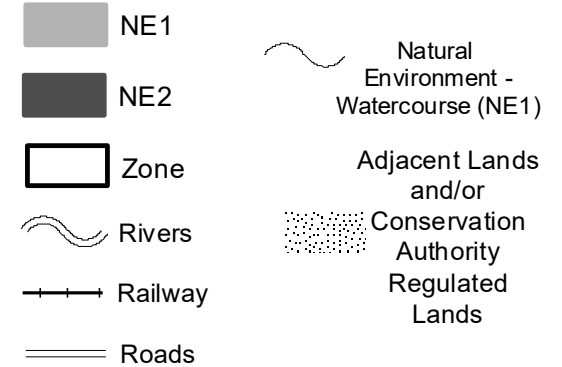 NE1
NE2
Zone
Rivers
Railway
Roads
Natural
Environment -
Watercourse (NE1)
Adjacent Lands
and/or
Conservation
Authority
Regulated
Lands